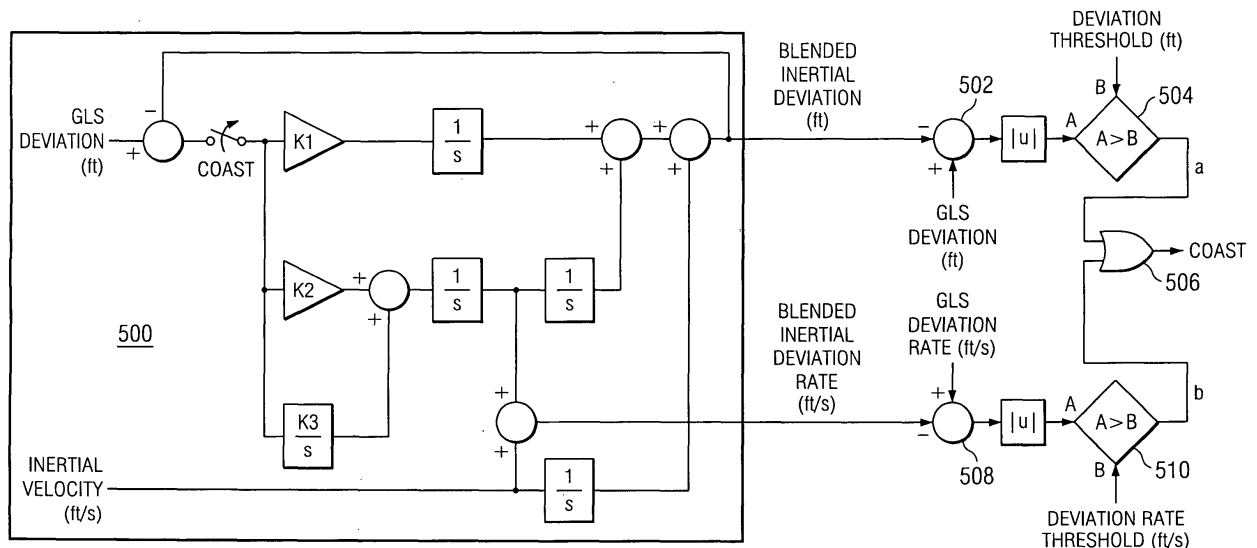 DEVIATION
THRESHOLD (ft)
BLENDED
INERTIAL
DEVIATION
(ft)
502
B
504
GLS
DEVIATION
(ft)
−
+
COAST
K1
1
s
+
+
+
+
−
+
|u|
A
A>B
a
GLS
DEVIATION
(ft)
COAST
506
K2
+
+
1
s
1
s
500
BLENDED
INERTIAL
DEVIATION
RATE
(ft/s)
GLS
DEVIATION
RATE (ft/s)
K3
s
+
+
+
−
508
|u|
A
A>B
b
B
510
INERTIAL
VELOCITY
(ft/s)
1
s
DEVIATION RATE
THRESHOLD (ft/s)